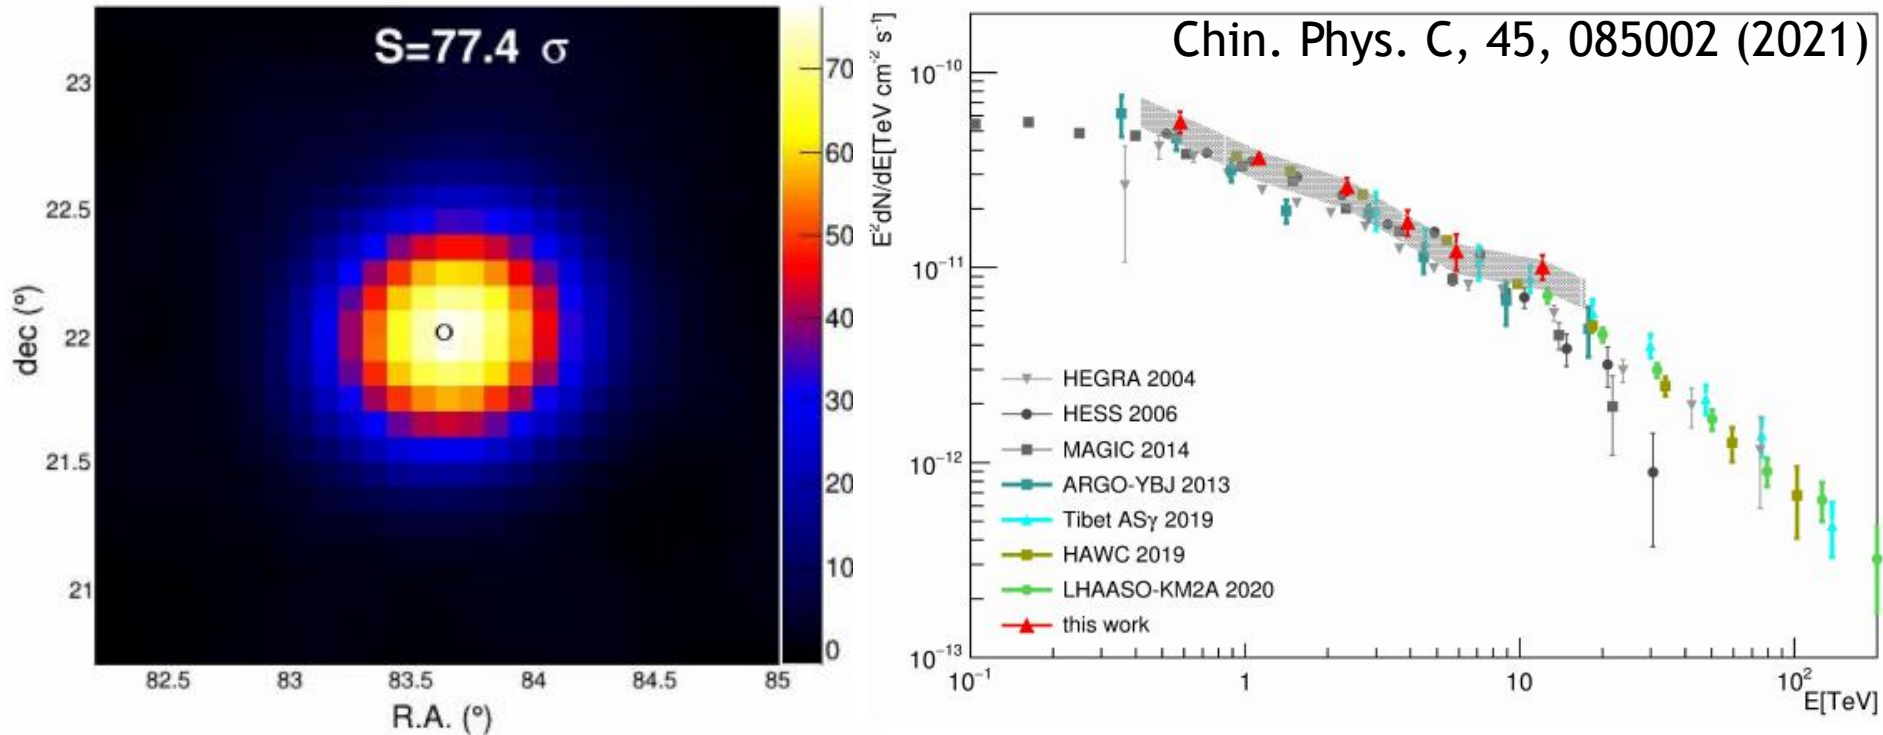 S=77.4 σ
23
22.5
22
21.5
21
dec (°)
82.5 83 83.5 84 84.5 85
R.A. (°)
70
60
50
40
30
20
10
0
Chin. Phys. C, 45, 085002 (2021)
E²dN/dE[TeV cm⁻² s⁻¹]
10⁻¹⁰
10⁻¹¹
10⁻¹²
10⁻¹³
HEGRA 2004
HESS 2006
MAGIC 2014
ARGO-YBJ 2013
Tibet ASγ 2019
HAWC 2019
LHAASO-KM2A 2020
this work
10⁻¹ 1 10 10²
E[TeV]